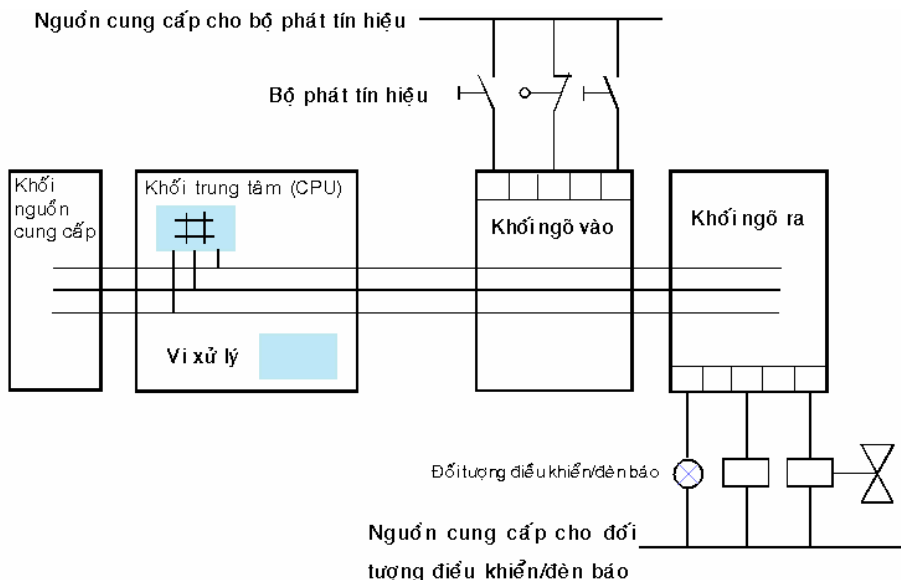 Nguồn cung cấp cho bộ phát tín hiệu
Bộ phát tín hiệu
Khối
nguồn
cung cấp
Khối trung tâm (CPU)
Khối ngõ vào
Khối ngõ ra
Vi xử lý
Đối tượng điều khiển/đèn báo
Nguồn cung cấp cho đối
tượng điều khiển/đèn báo